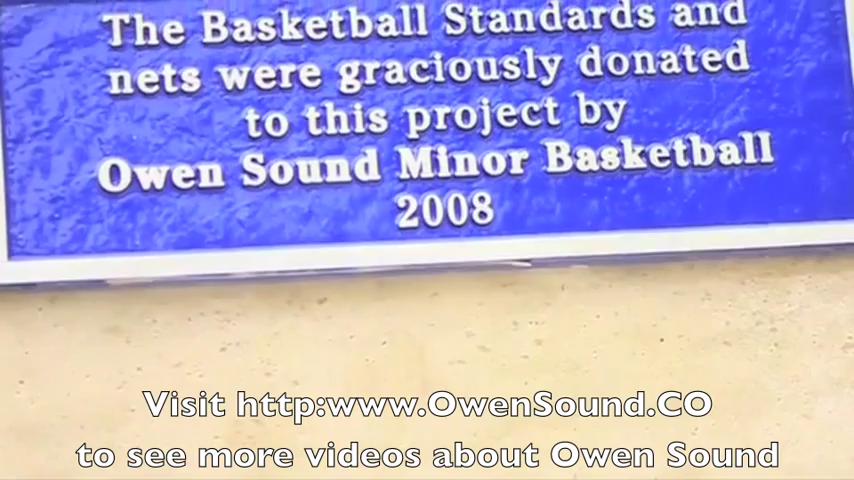 The Basketball Standards and
nets were graciously donated
to this project by
Owen Sound Minor Basketball
2008
Visit http:www.OwenSound.CO
to see more videos about Owen Sound